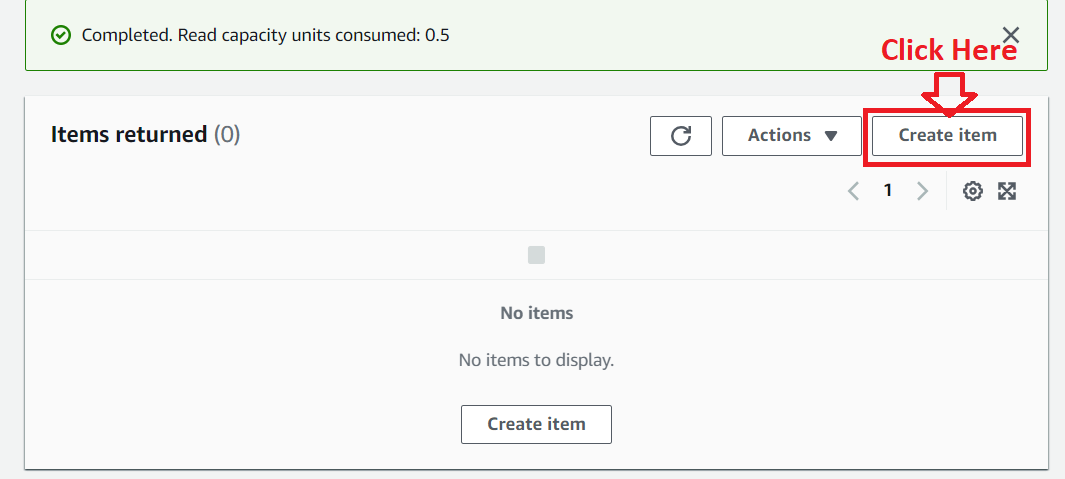 Completed. Read capacity units consumed: 0.5
Click Here
Items returned (0)
Actions
Create item
1
No items
No items to display.
Create item